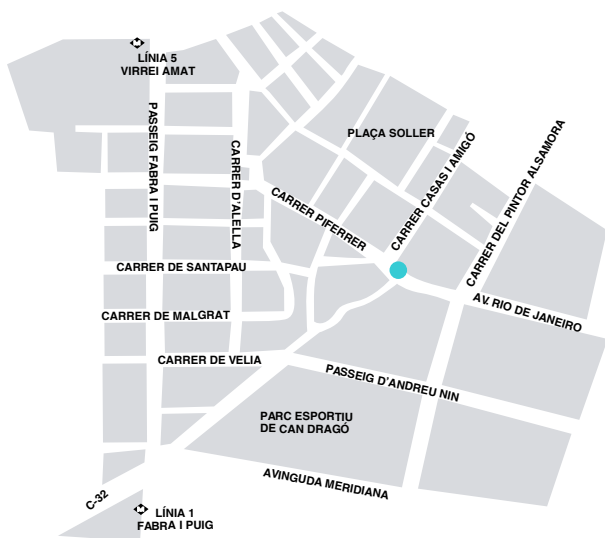 LÍNIA 5
VIRREI AMAT
PASSEIG FABRA I PUIG
CARRER D'ALELLA
PLAÇA SOLLER
CARRER CASAS I AMIGÓ
CARRER DEL PINTOR ALSAMORA
CARRER PIFERRER
CARRER DE SANTAPAU
AV. RIO DE JANEIRO
CARRER DE MALGRAT
CARRER DE VELIA
PASSEIG D'ANDREU NIN
PARC ESPORTIU
DE CAN DRAGÓ
AVINGUDA MERIDIANA
C-32
LÍNIA 1
FABRA I PUIG